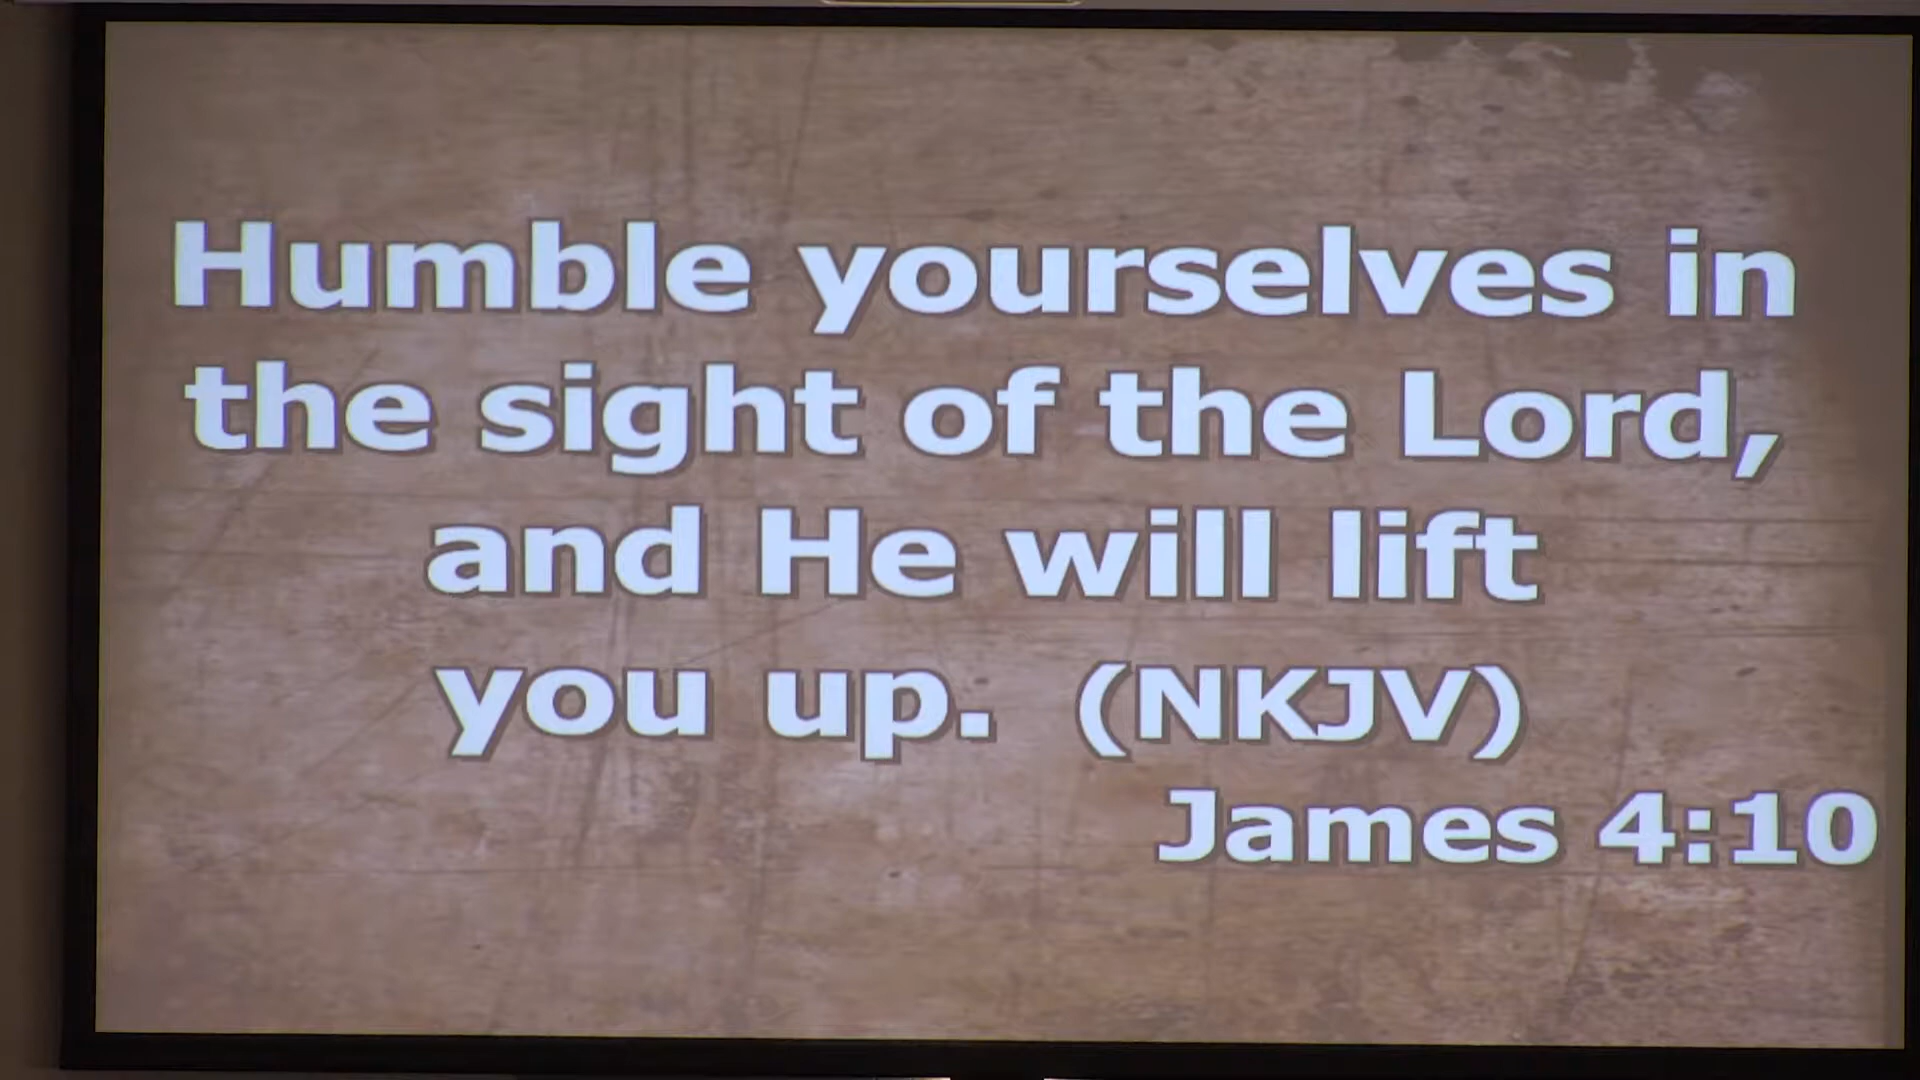 Humble yourselves in
the sight of the Lord,
and He will lift
you up. (NKJV)
James 4:10